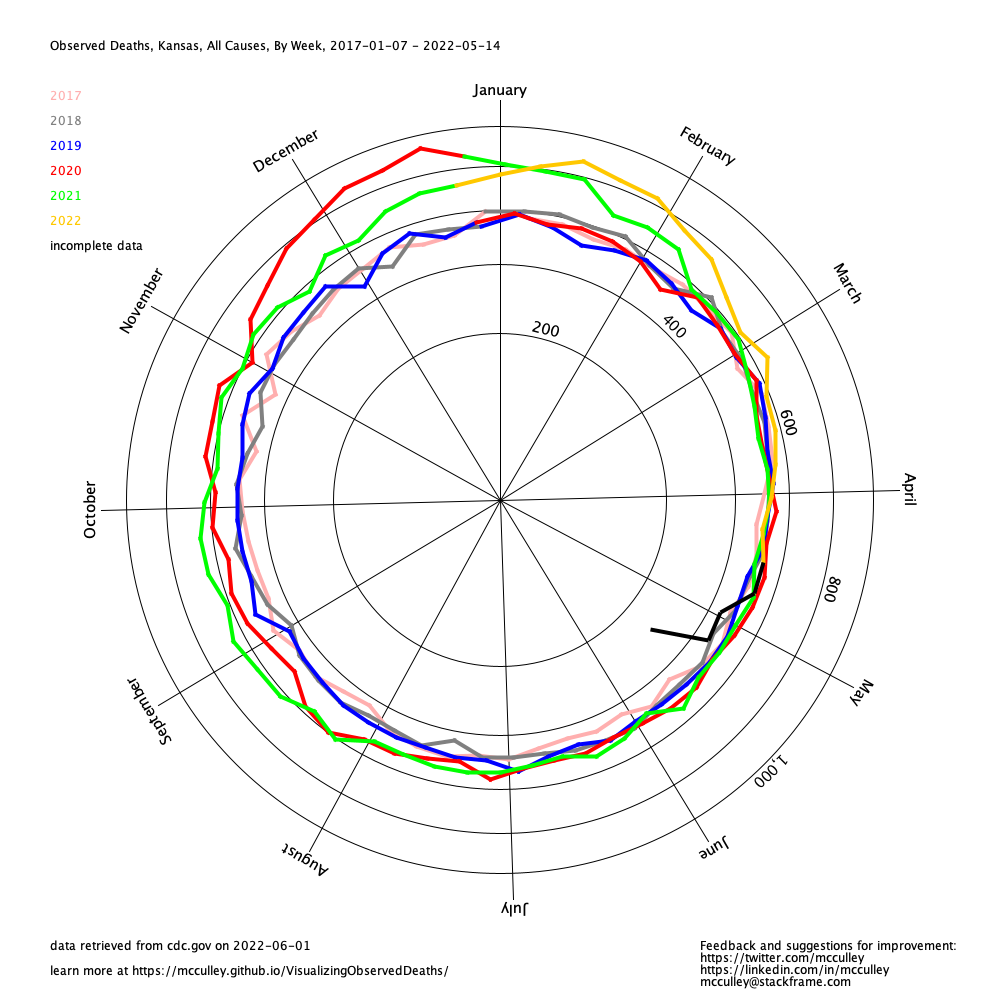 Observed Deaths, Kansas, All Causes, By Week, 2017-01-07 - 2022-05-14
2017
2018
2019
2020
2021
2022
incomplete data
January
February
March
April
May
June
July
August
September
October
November
December
200
400
600
800
1,000
data retrieved from cdc.gov on 2022-06-01
learn more at https://mcculley.github.io/VisualizingObservedDeaths/
Feedback and suggestions for improvement:
https://twitter.com/mcculley
https://linkedin.com/in/mcculley
mcculley@stackframe.com